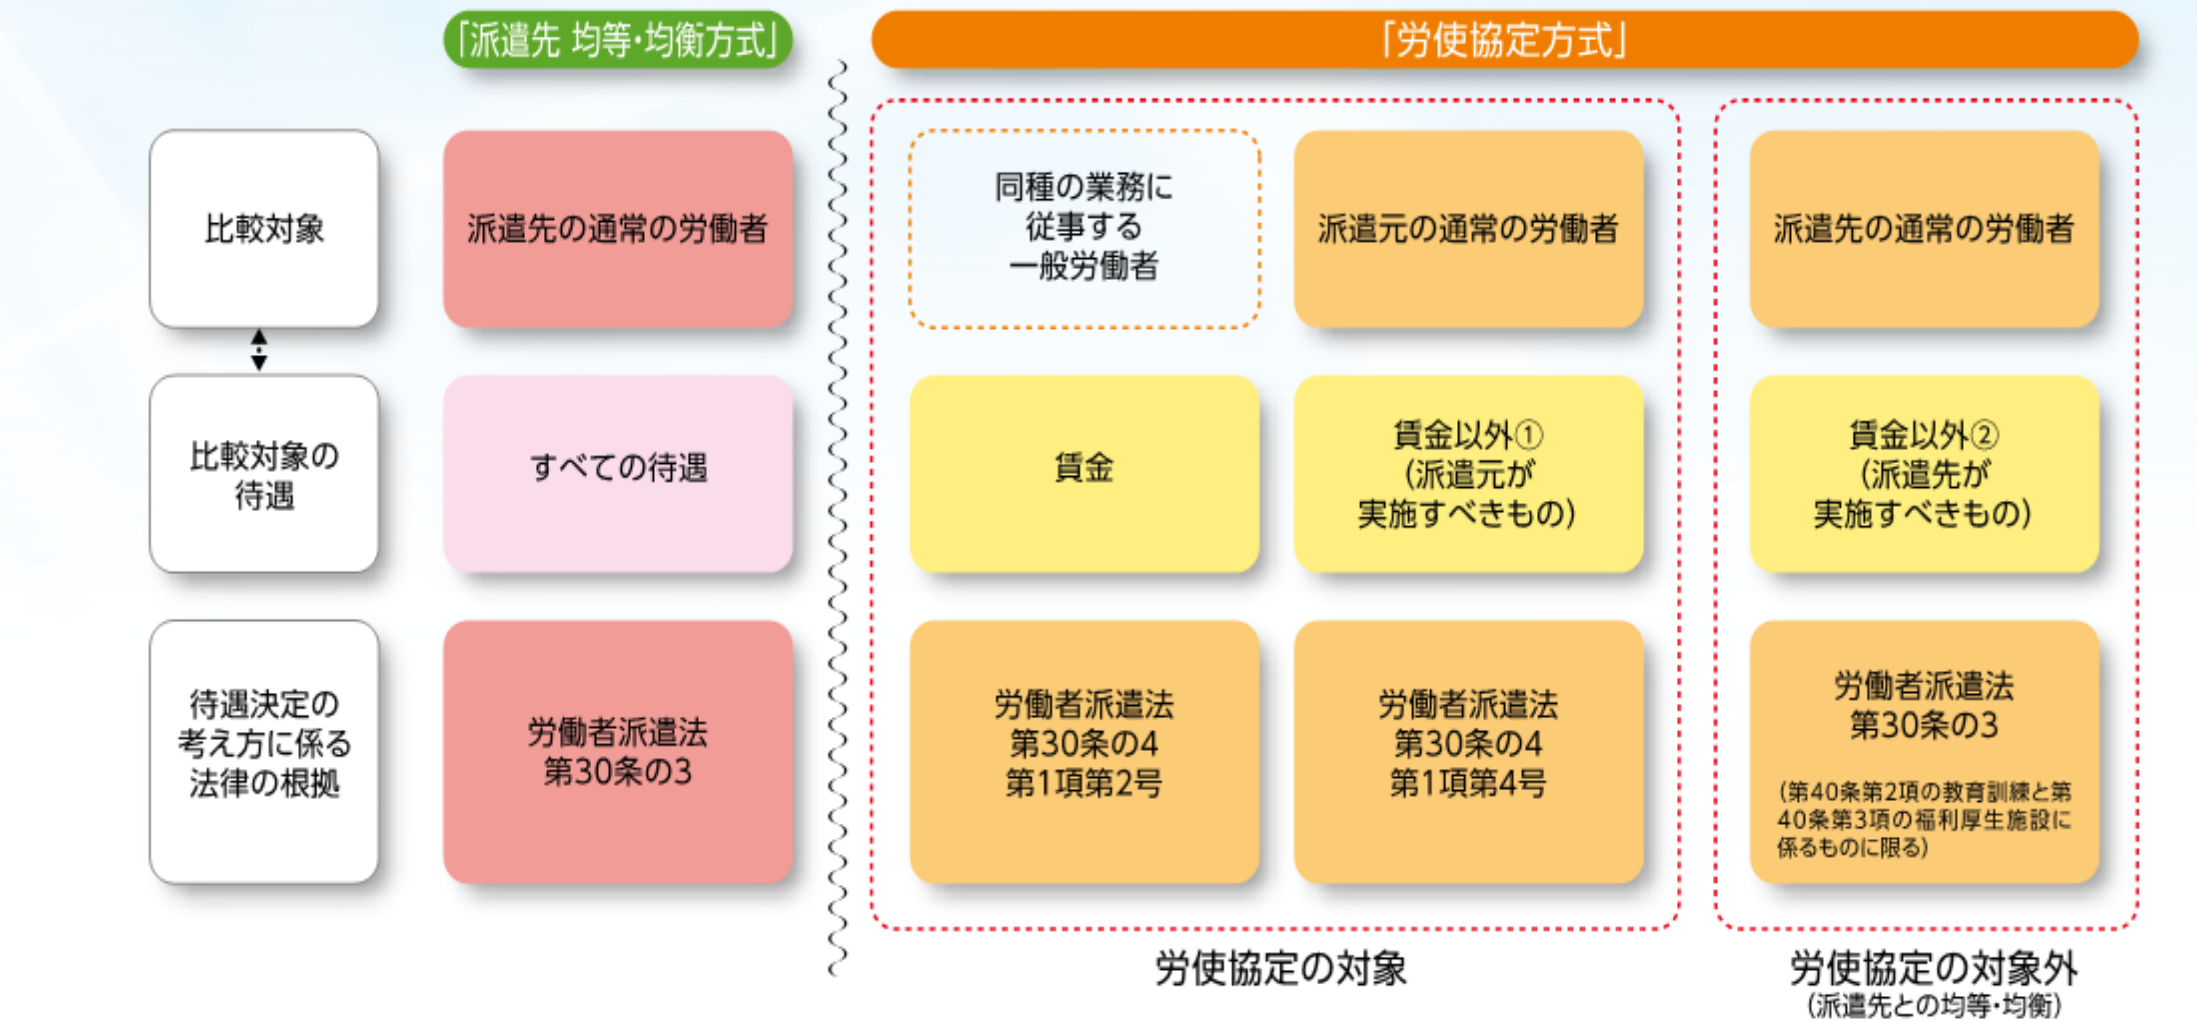 「派遣先 均等・均衡方式」
「労使協定方式」
比較対象
派遣先の通常の労働者
同種の業務に
従事する
一般労働者
派遣元の通常の労働者
派遣先の通常の労働者
比較対象の
待遇
すべての待遇
賃金
賃金以外①
(派遣元が
実施すべきもの)
賃金以外②
(派遣先が
実施すべきもの)
待遇決定の
考え方に係る
法律の根拠
労働者派遣法
第30条の3
労働者派遣法
第30条の4
第1項第2号
労働者派遣法
第30条の4
第1項第4号
労働者派遣法
第30条の3
(第40条第2項の教育訓練と第
40条第3項の福利厚生施設に
係るものに限る)
労使協定の対象
労使協定の対象外
(派遣先との均等・均衡)